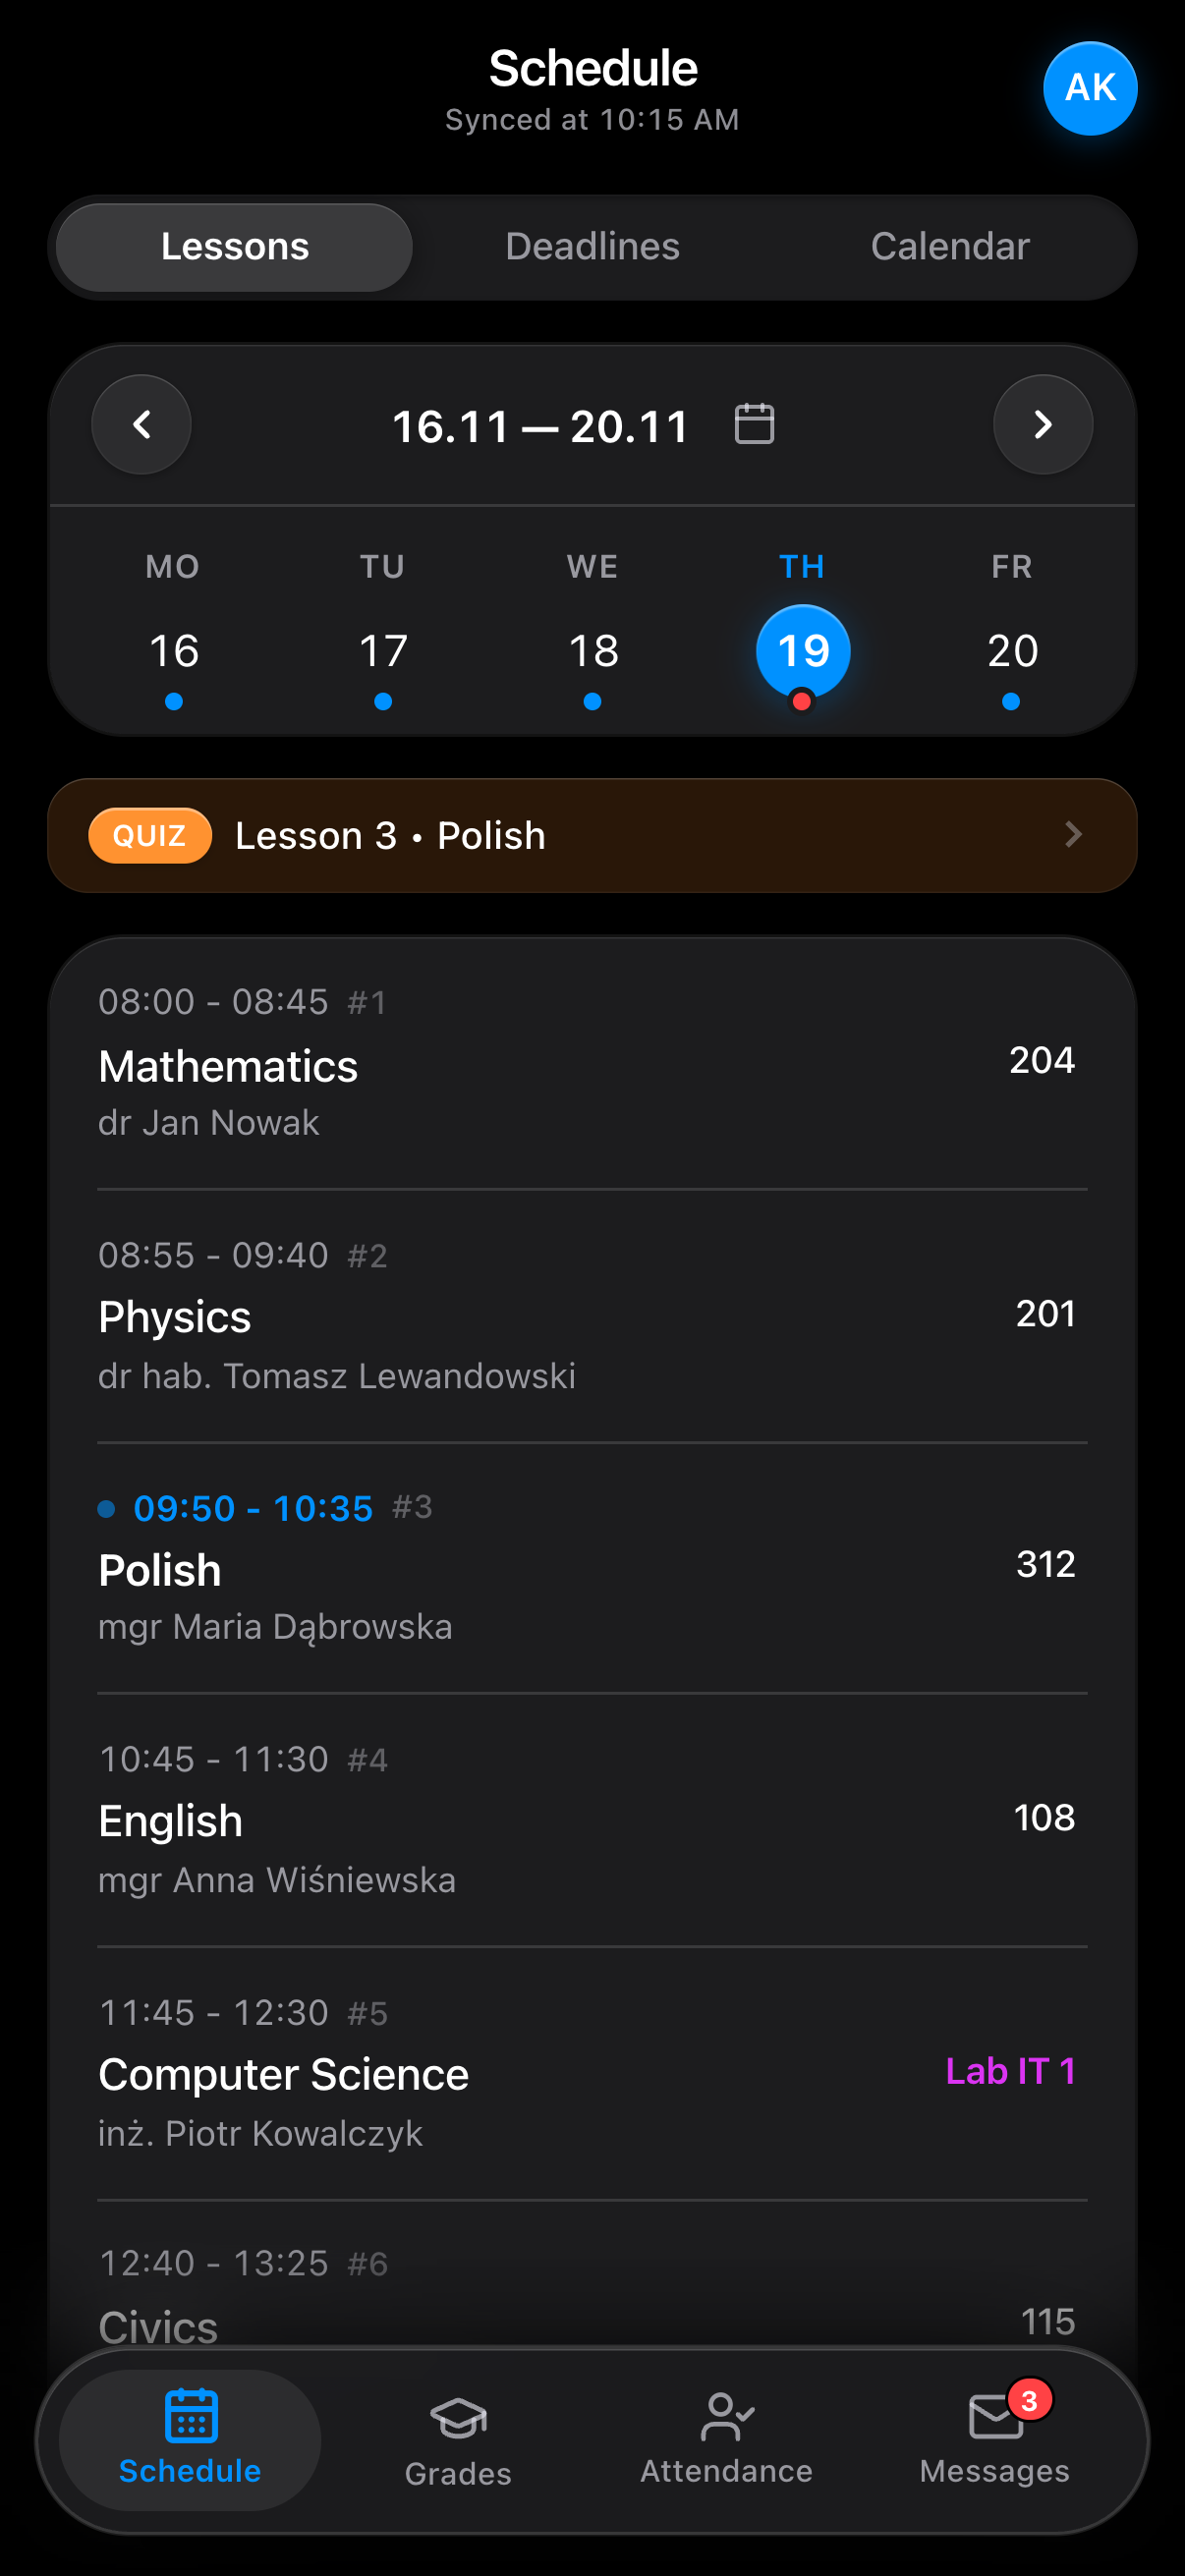 Schedule
Synced at 10:15 AM
AK
Lessons
Deadlines
Calendar
16.11 — 20.11
MO
TU
WE
TH
FR
16
17
18
19
20
QUIZ
Lesson 3 • Polish
08:00 - 08:45 #1
Mathematics
204
dr Jan Nowak
08:55 - 09:40 #2
Physics
201
dr hab. Tomasz Lewandowski
09:50 - 10:35 #3
Polish
312
mgr Maria Dąbrowska
10:45 - 11:30 #4
English
108
mgr Anna Wiśniewska
11:45 - 12:30 #5
Computer Science
Lab IT 1
inż. Piotr Kowalczyk
12:40 - 13:25 #6
Civics
115
3
Schedule
Grades
Attendance
Messages